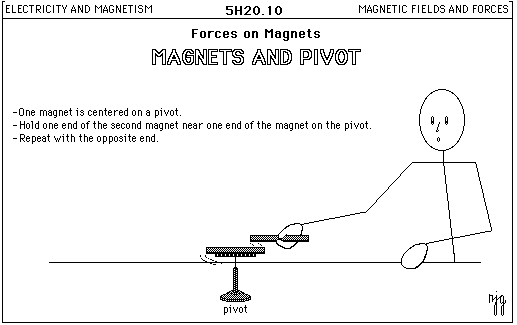 ELECTRICITY AND MAGNETISM 5H20.10 MAGNETIC FIELDS AND FORCES
Forces on Magnets
MAGNETS AND PIVOT
-One magnet is centered on a pivot.
-Hold one end of the second magnet near one end of the magnet on the pivot.
-Repeat with the opposite end.
pivot
njg